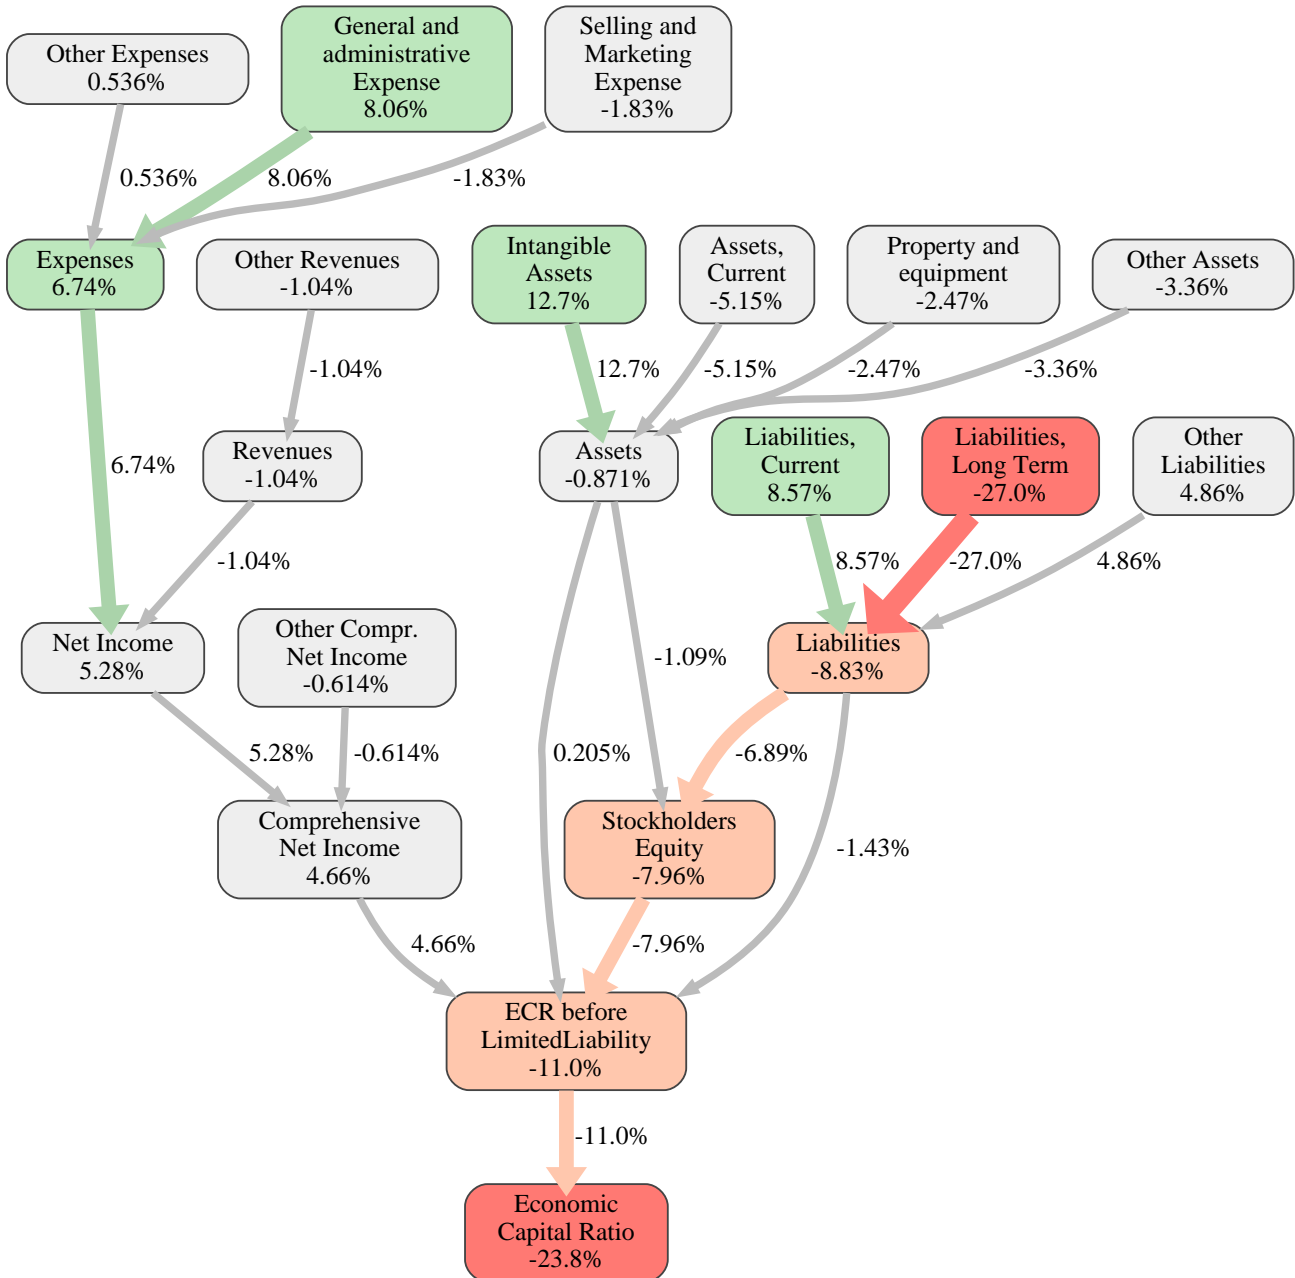 Other Expenses
0.536%
General and
administrative
Expense
8.06%
Selling and
Marketing
Expense
-1.83%
0.536%
8.06%
-1.83%
Expenses
6.74%
Other Revenues
-1.04%
Intangible
Assets
12.7%
Assets,
Current
-5.15%
Property and
equipment
-2.47%
Other Assets
-3.36%
-1.04%
12.7%
-5.15%
-2.47%
-3.36%
6.74%
Revenues
-1.04%
Assets
-0.871%
Liabilities,
Current
8.57%
Liabilities,
Long Term
-27.0%
Other
Liabilities
4.86%
-1.04%
8.57%
-27.0%
4.86%
Net Income
5.28%
Other Compr.
Net Income
-0.614%
-1.09%
Liabilities
-8.83%
5.28%
-0.614%
0.205%
-6.89%
Comprehensive
Net Income
4.66%
Stockholders
Equity
-7.96%
-1.43%
4.66%
-7.96%
ECR before
LimitedLiability
-11.0%
-11.0%
Economic
Capital Ratio
-23.8%